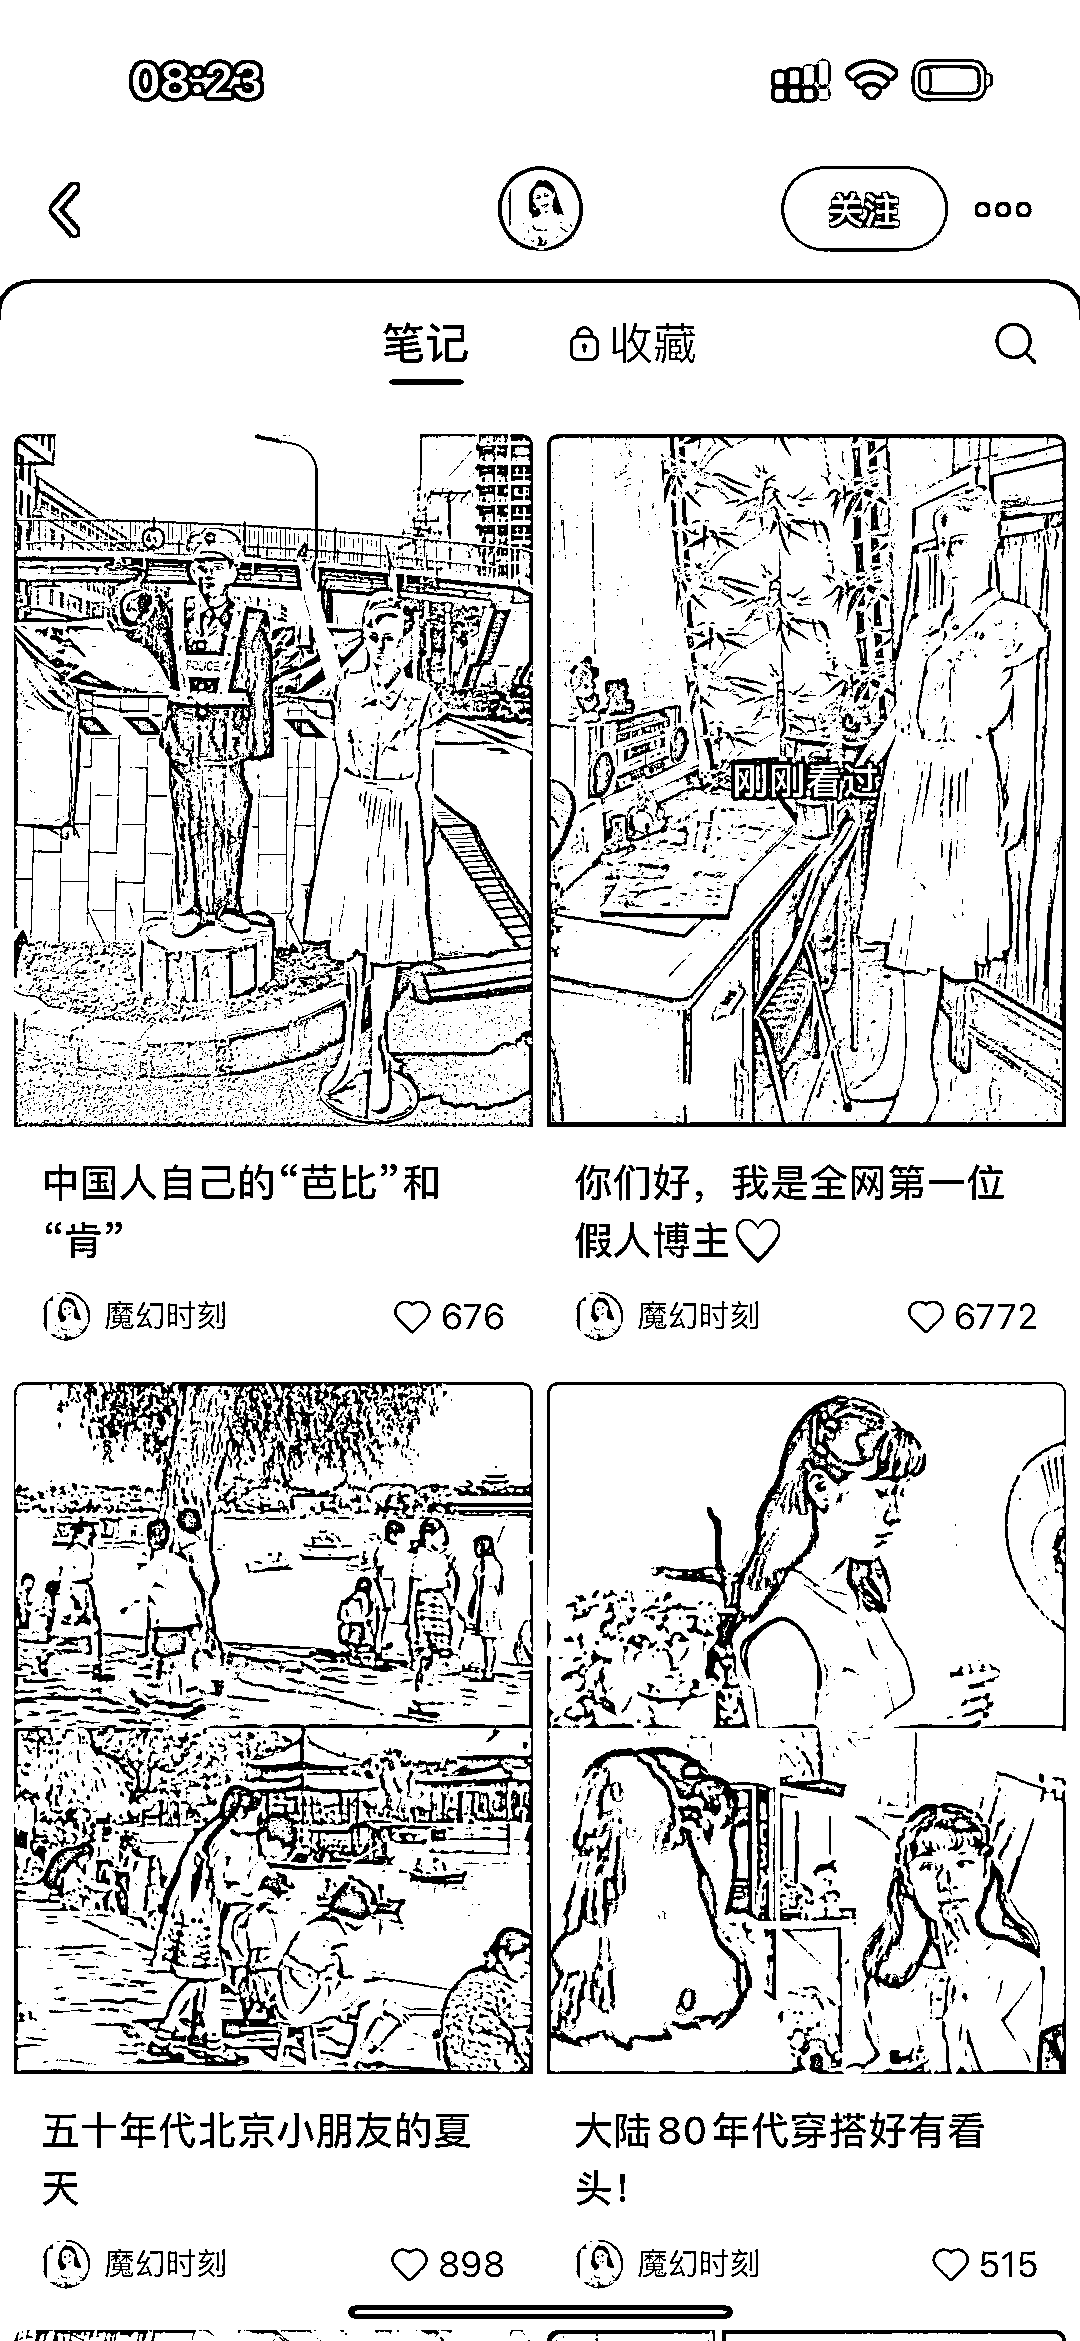 08:23
关注
笔记
收藏
POLICE
刚刚看过
中国人自己的“芭比”和
“肯”
你们好，我是全网第一位
假人博主♡
魔幻时刻
676
魔幻时刻
6772
五十年代北京小朋友的夏
天
大陆80年代穿搭好有看
头！
魔幻时刻
898
魔幻时刻
515